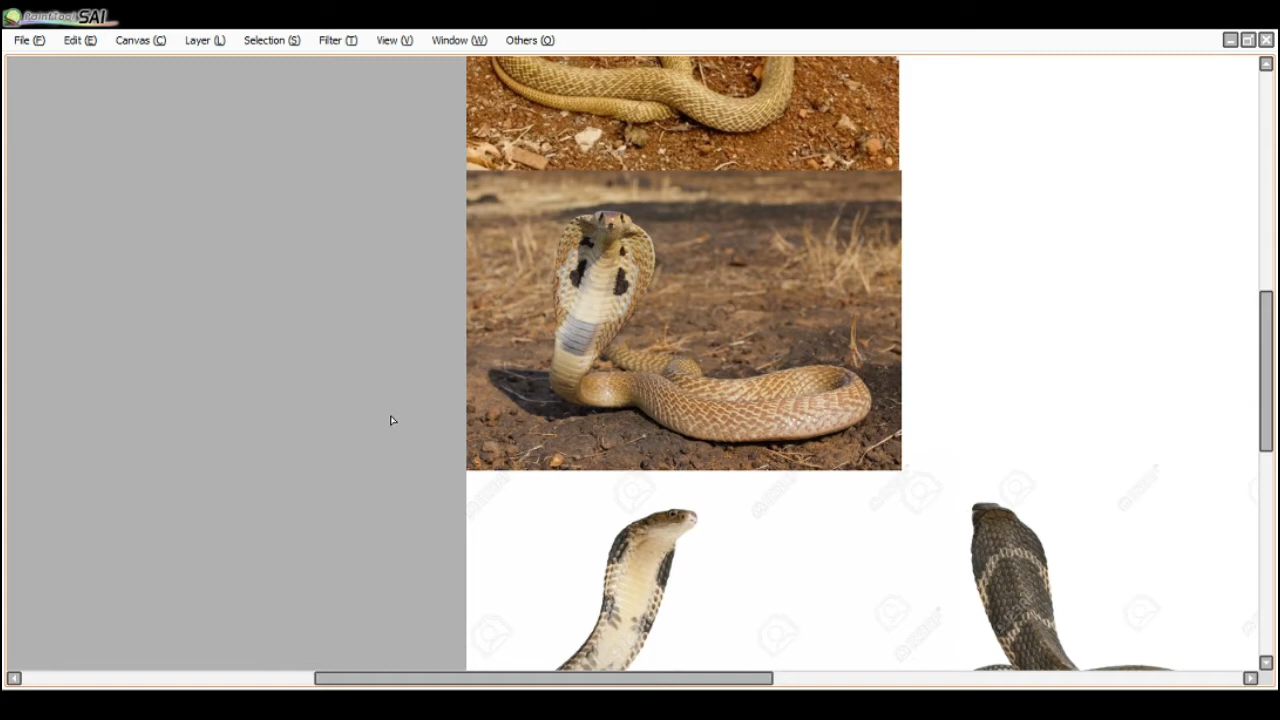 PaintTool SAI
File (F) Edit (E) Canvas (C) Layer (L) Selection (S) Filter (T) View (V) Window (W) Others (O)